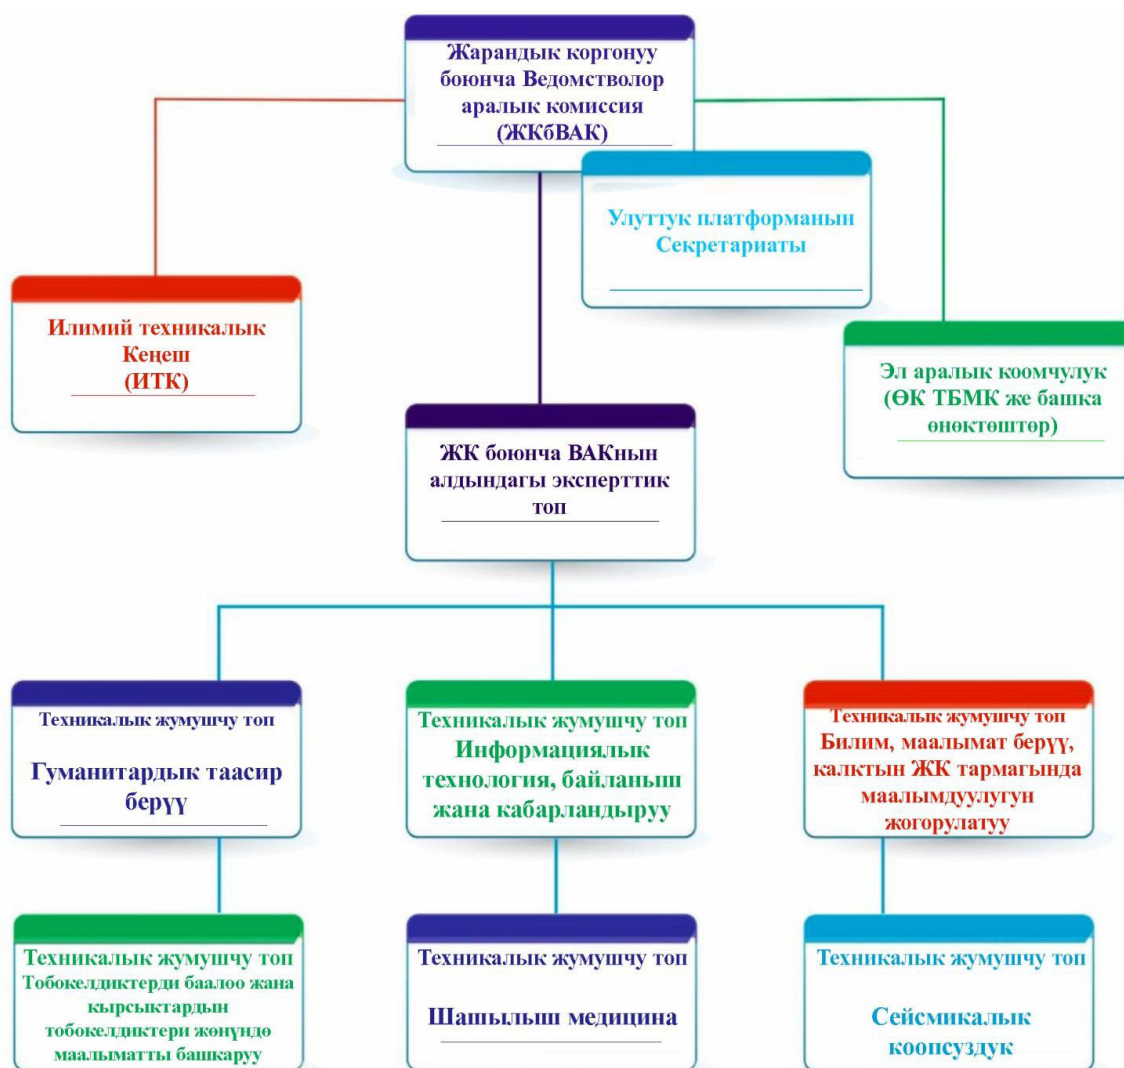 Жарандык коргонуу
боюнча Ведомстволор
аралык комиссия
(ЖКбВАК)
Улуттук платформанын
Секретариаты
Илимий техникалык
Кеңеш
(ИТК)
Эл аралык коомчулук
(ӨК ТБМК же башка
өнөктөштөр)
ЖК боюнча ВАКнын
алдындагы эксперттик
топ
Техникалык жумушчу топ
Гуманитардык таасир
берүү
Техникалык жумушчу топ
Информациялык
технология, байланыш
жана кабарландыруу
Техникалык жумушчу топ
Билим, маалымат берүү,
калктын ЖК тармагында
маалымдуулугун
жогорулатуу
Техникалык жумушчу топ
Тобокелдиктерди баалоо жана
кырсыктардын
тобокелдиктери жөнүндө
маалыматты башкаруу
Техникалык жумушчу топ
Шашылыш медицина
Техникалык жумушчу топ
Сейсмикалык
коопсуздук